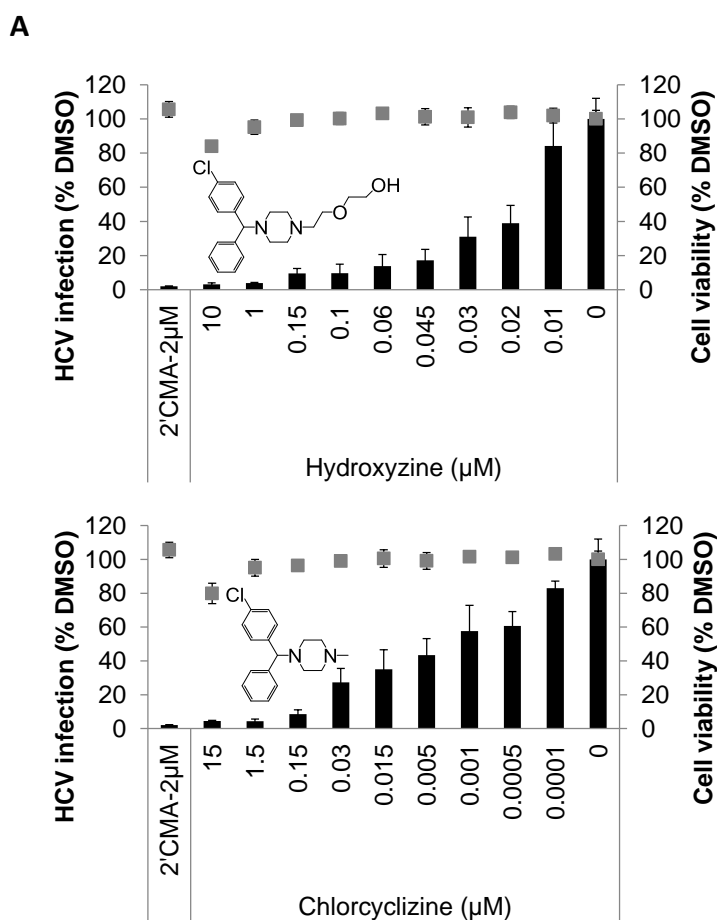 A
HCV infection (% DMSO)
120
100
80
60
40
20
0
Cl
N
N
O
OH
120
100
80
60
40
20
0
Cell viability (% DMSO)
2'CMA-2µM
10
1
0.15
0.1
0.06
0.045
0.03
0.02
0.01
0
Hydroxyzine (µM)
HCV infection (% DMSO)
120
100
80
60
40
20
0
Cl
N
N
120
100
80
60
40
20
0
Cell viability (% DMSO)
2'CMA-2µM
15
1.5
0.15
0.03
0.015
0.005
0.001
0.0005
0.0001
0
Chlorcyclizine (µM)